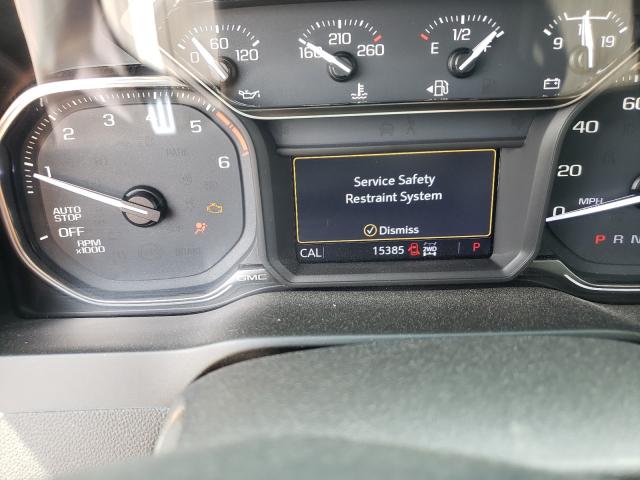 0 60 120
160 210 260
E 1/2 F
9 19
1 2 3 4 5 6
AUTO
STOP
OFF
RPM
x1000
GMC
Service Safety
Restraint System
Dismiss
CAL 15385 2WD P
0 20 40 60
MPH
P R N